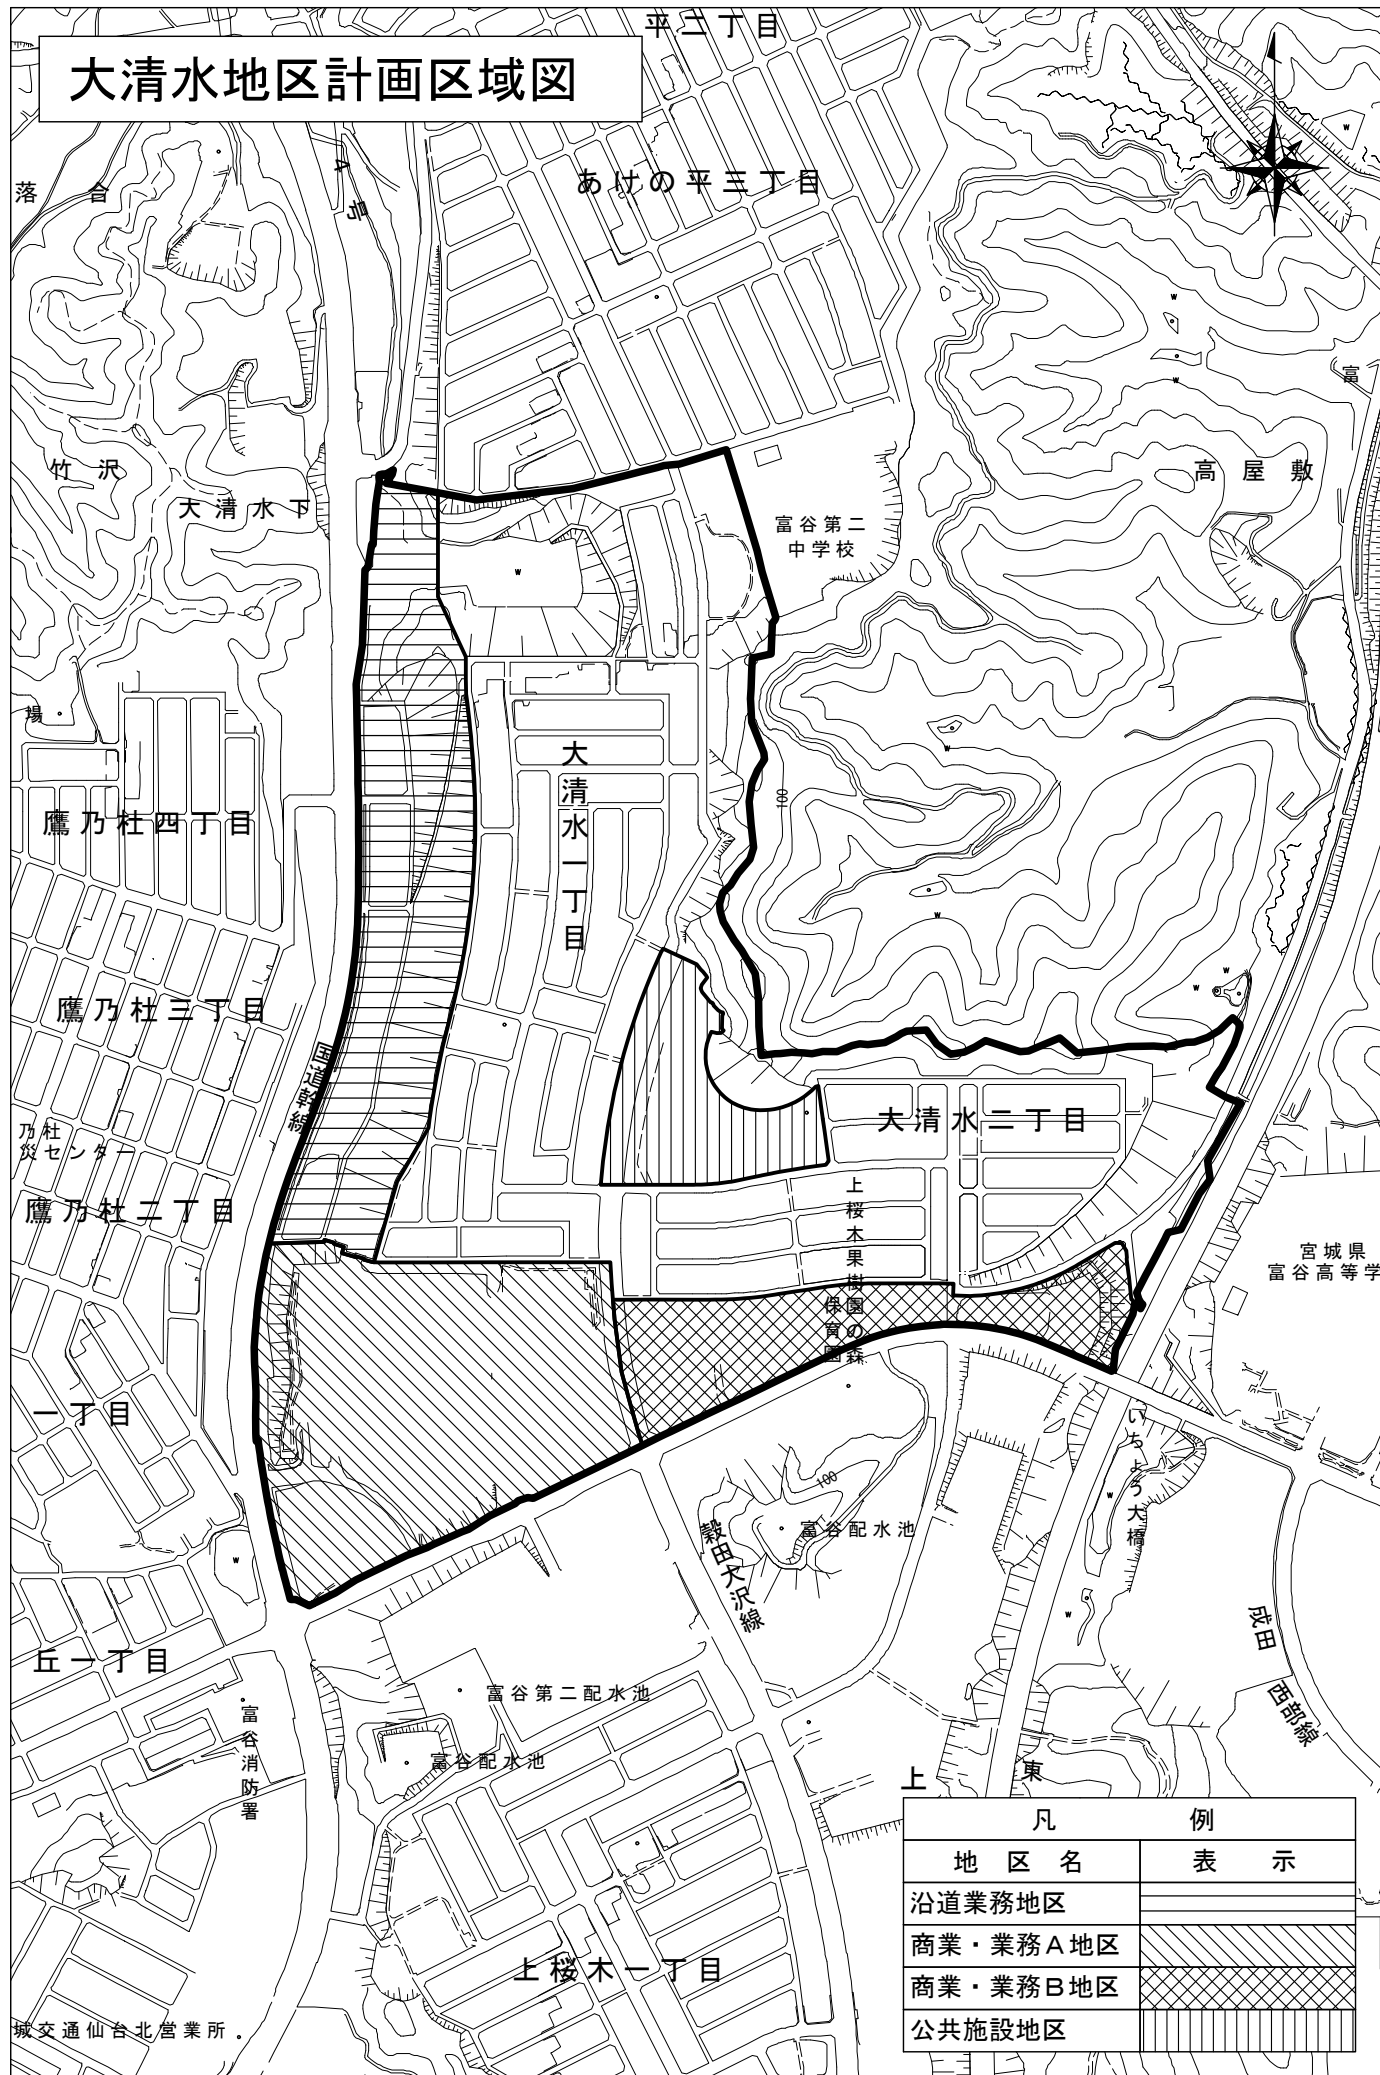 平二丁目
大清水地区計画区域図
4号
落合
あけの平三丁目
富
竹沢
高屋敷
大清水下
富谷第二
中学校
場
大清水一丁目
100
鷹乃杜四丁目
鷹乃杜三丁目
国道幹線
乃杜
災センター
大清水二丁目
鷹乃杜二丁目
上桜木果樹園の森
保育園
宮城県
富谷高等学
一丁目
いちょう大橋
100
穀田大沢線
富谷配水池
成田
西部線
丘一丁目
富谷第二配水池
富谷消防署
富谷配水池
上
東
凡例
地区名 表示
沿道業務地区
商業・業務A地区
商業・業務B地区
公共施設地区
上桜木一丁目
城交通仙台北営業所